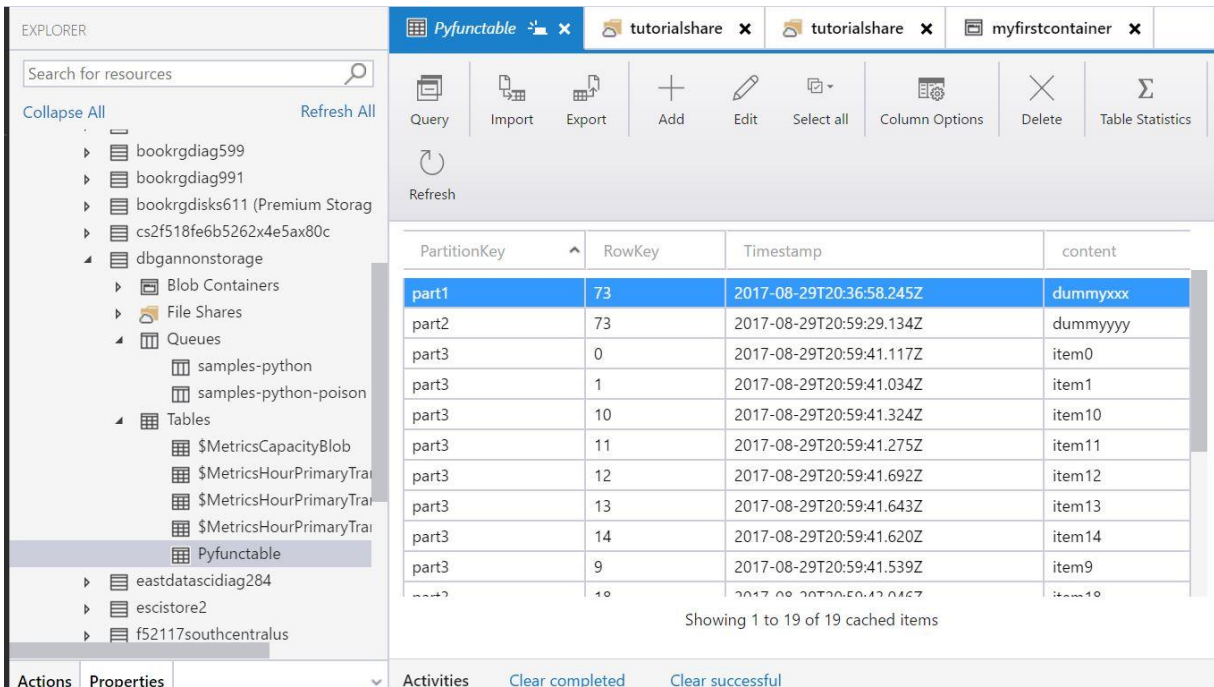 EXPLORER
Search for resources
Collapse All Refresh All
bookrgdiag599
bookrgdiag991
bookrgdisks611 (Premium Storag
cs2f518fe6b5262x4e5ax80c
dbgannonstorage
Blob Containers
File Shares
Queues
samples-python
samples-python-poison
Tables
$MetricsCapacityBlob
$MetricsHourPrimaryTra
$MetricsHourPrimaryTra
$MetricsHourPrimaryTra
Pyfunctable
eastdatascidiag284
escistore2
f52117southcentralus
Actions Properties
Pyfunctable tutorialshare tutorialshare myfirstcontainer
Query Import Export Add Edit Select all Column Options Delete Table Statistics
Refresh
PartitionKey RowKey Timestamp content
part1 73 2017-08-29T20:36:58.245Z dummyxxx
part2 73 2017-08-29T20:59:29.134Z dummyyyy
part3 0 2017-08-29T20:59:41.117Z item0
part3 1 2017-08-29T20:59:41.034Z item1
part3 10 2017-08-29T20:59:41.324Z item10
part3 11 2017-08-29T20:59:41.275Z item11
part3 12 2017-08-29T20:59:41.692Z item12
part3 13 2017-08-29T20:59:41.643Z item13
part3 14 2017-08-29T20:59:41.620Z item14
part3 9 2017-08-29T20:59:41.539Z item9
Showing 1 to 19 of 19 cached items
Activities Clear completed Clear successful